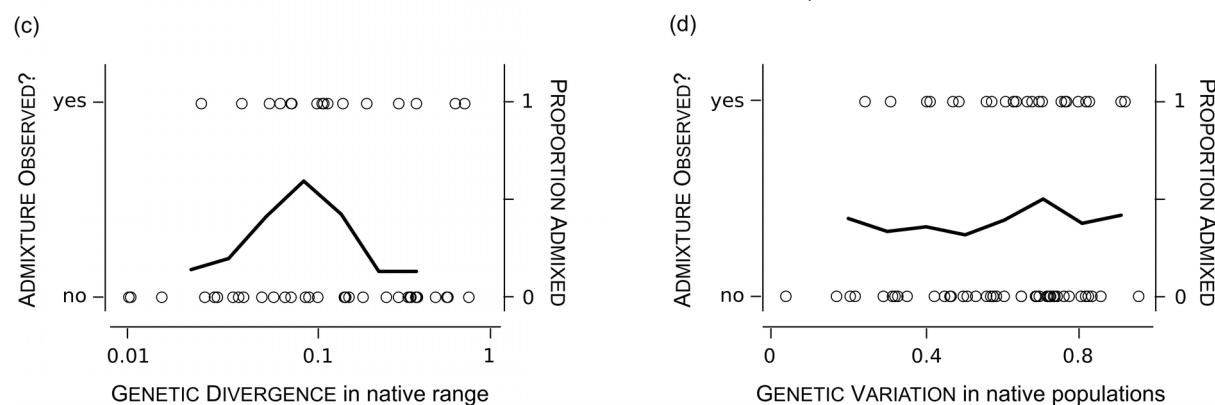 (c)
ADMIXTURE OBSERVED?
yes
no
1
0
PROPORTION ADMIXED
0.01
0.1
1
GENETIC DIVERGENCE in native range
(d)
ADMIXTURE OBSERVED?
yes
no
1
0
PROPORTION ADMIXED
0
0.4
0.8
GENETIC VARIATION in native populations